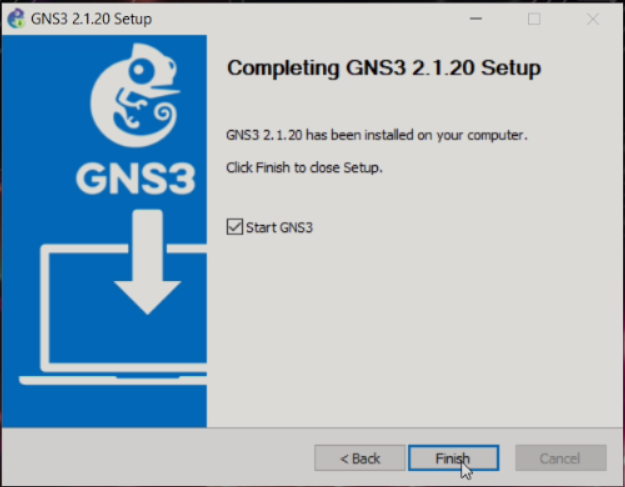 GNS3 2.1.20 Setup
Completing GNS3 2.1.20 Setup
GNS3 2.1.20 has been installed on your computer.
Click Finish to close Setup.
GNS3
Start GNS3
< Back
Finish
Cancel